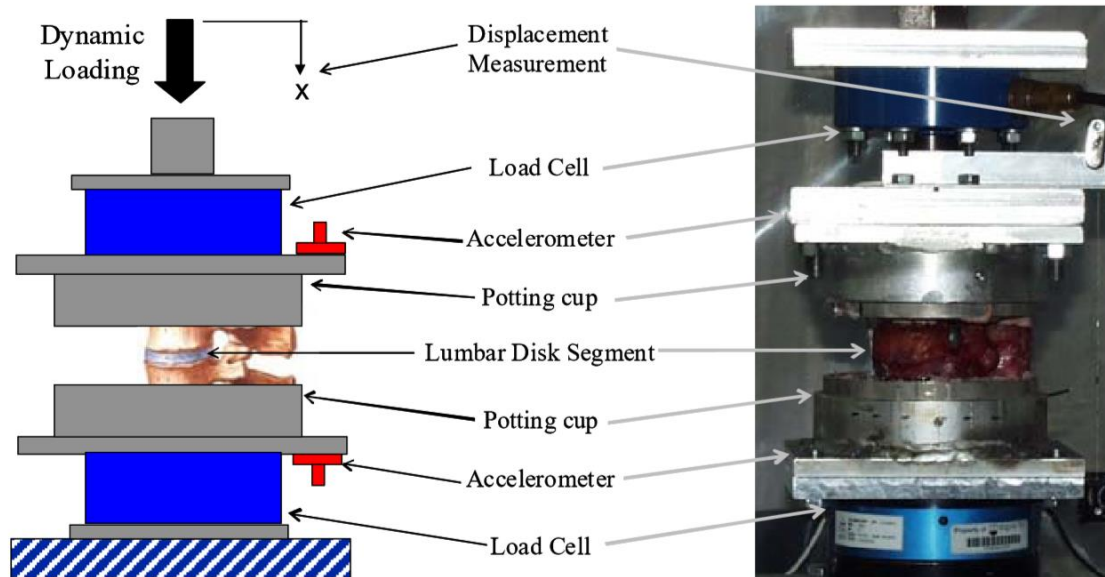 Dynamic
Loading
x
Displacement
Measurement
Load Cell
Accelerometer
Potting cup
Lumbar Disk Segment
Potting cup
Accelerometer
Load Cell